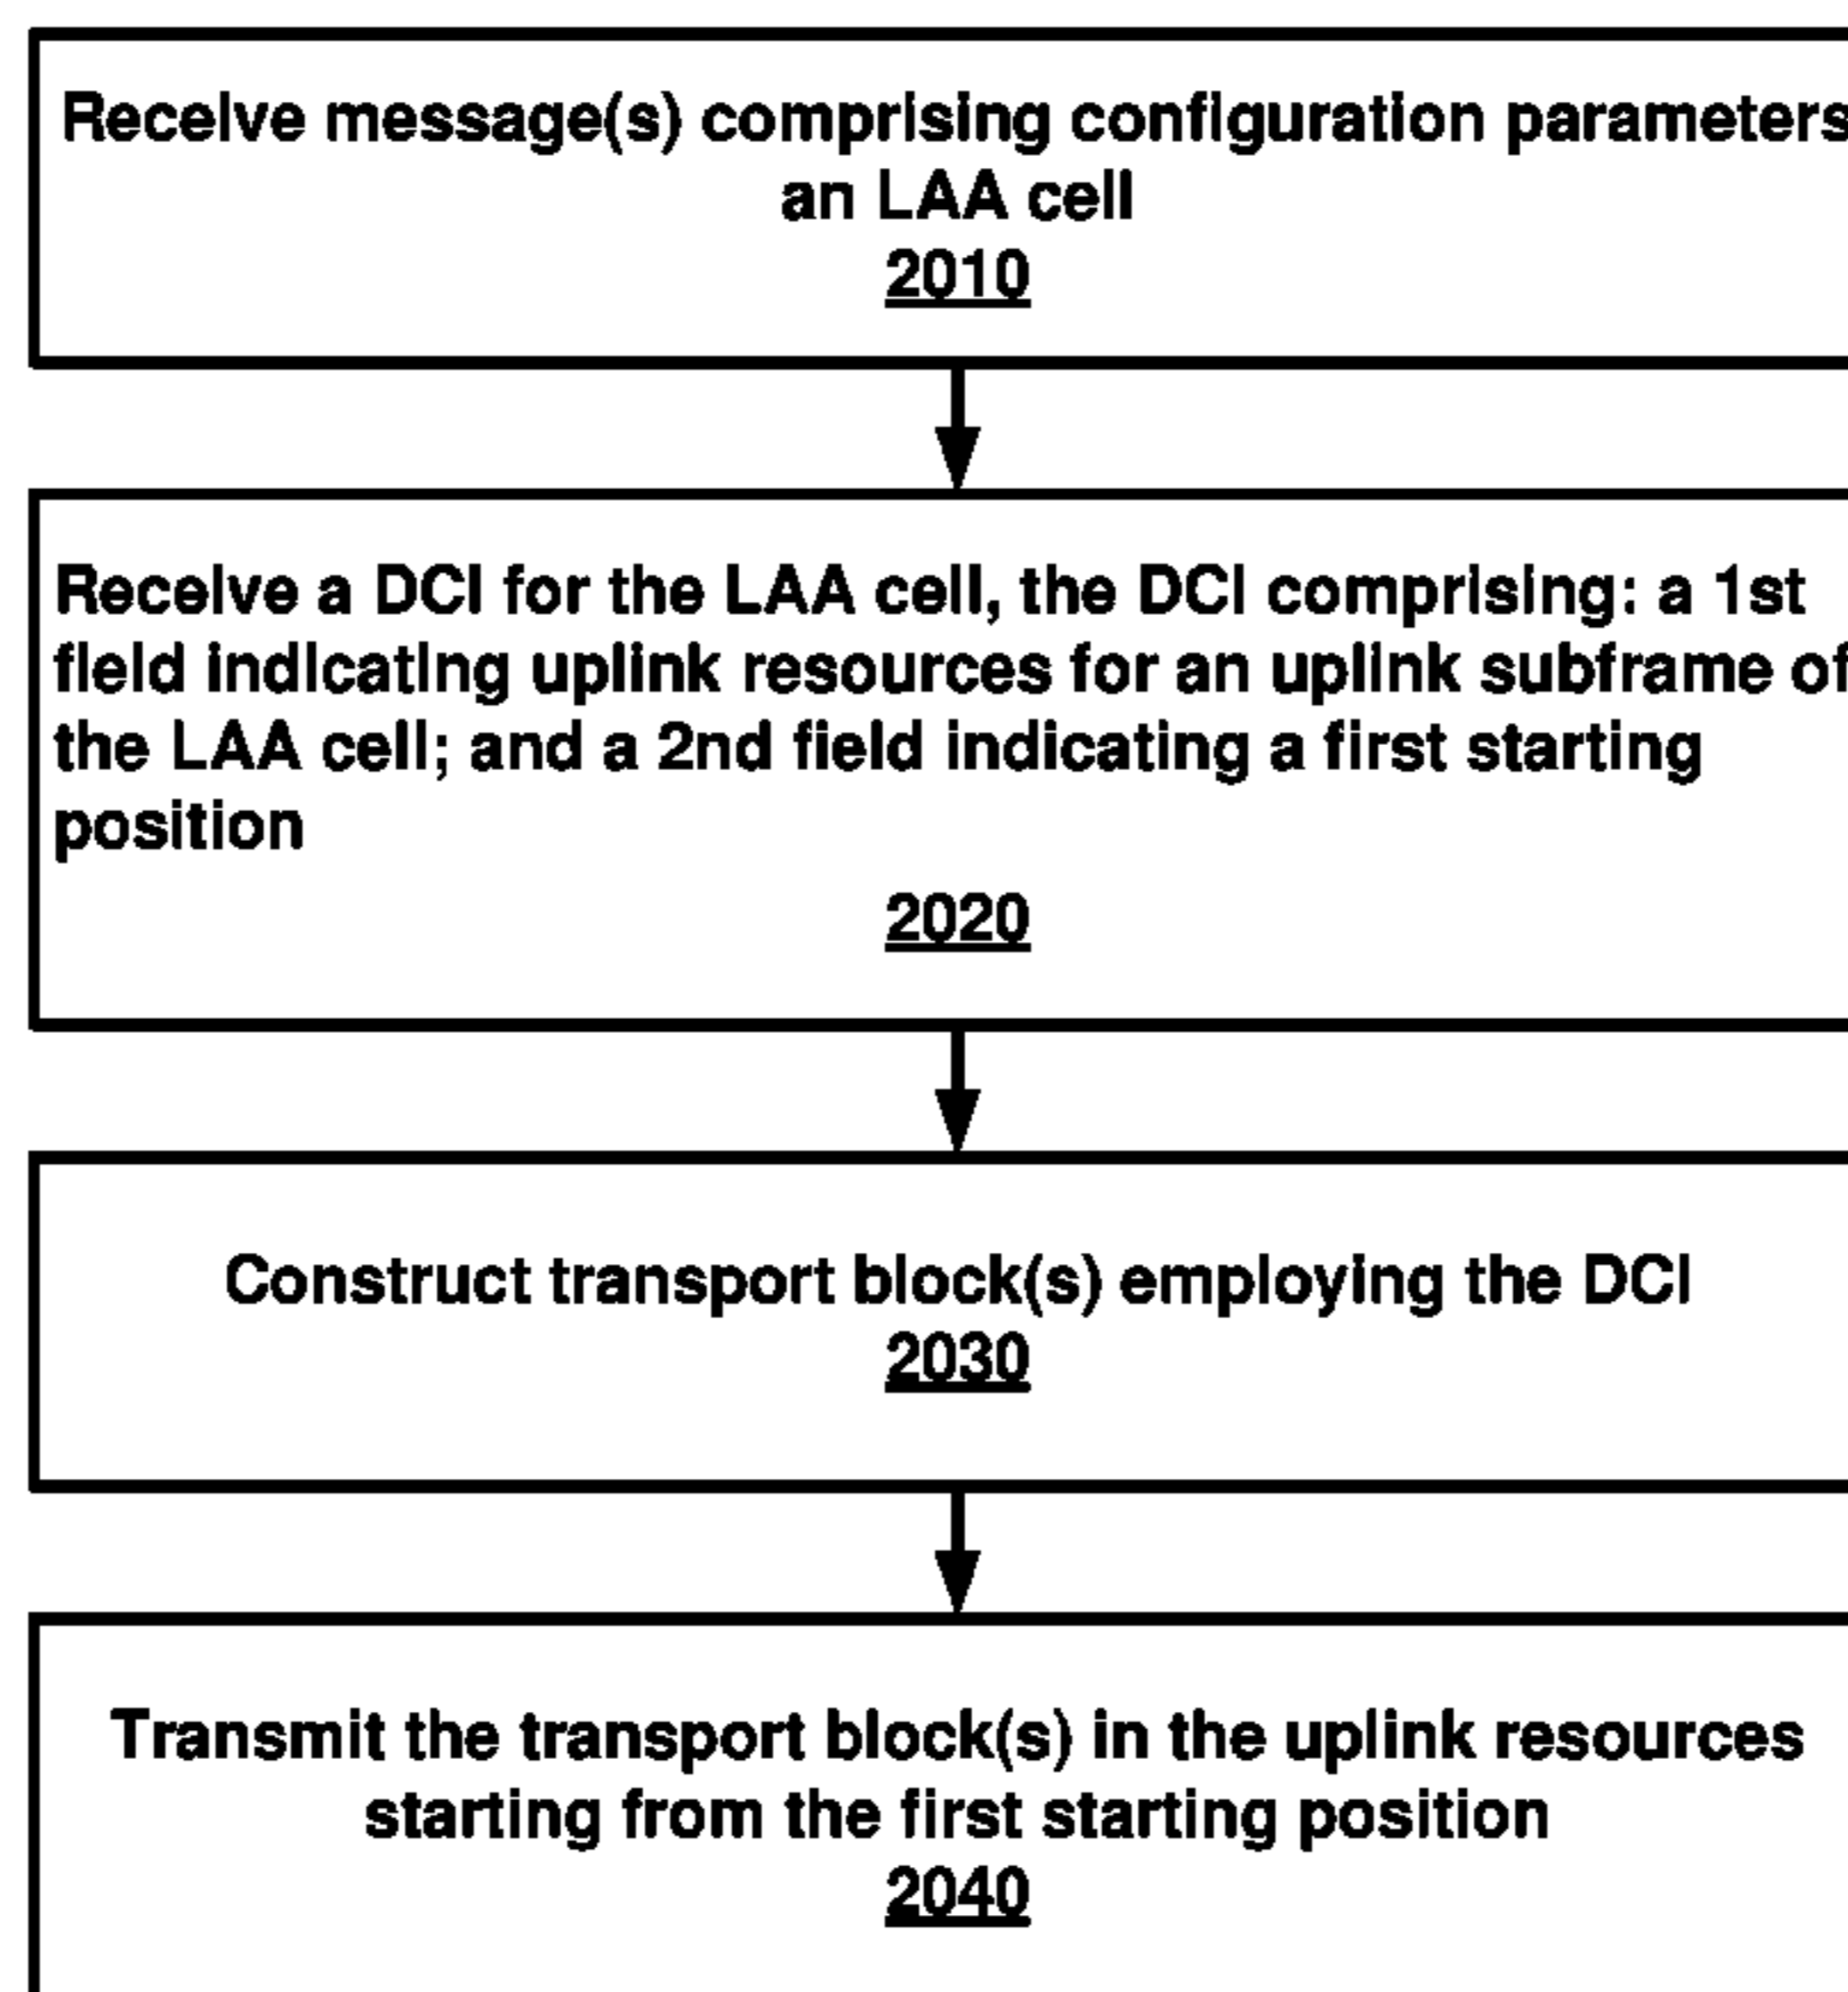 Receive message(s) comprising configuration parameters
an LAA cell
2010
Receive a DCI for the LAA cell, the DCI comprising: a 1st
field indicating uplink resources for an uplink subframe of
the LAA cell; and a 2nd field indicating a first starting
position
2020
Construct transport block(s) employing the DCI
2030
Transmit the transport block(s) in the uplink resources
starting from the first starting position
2040